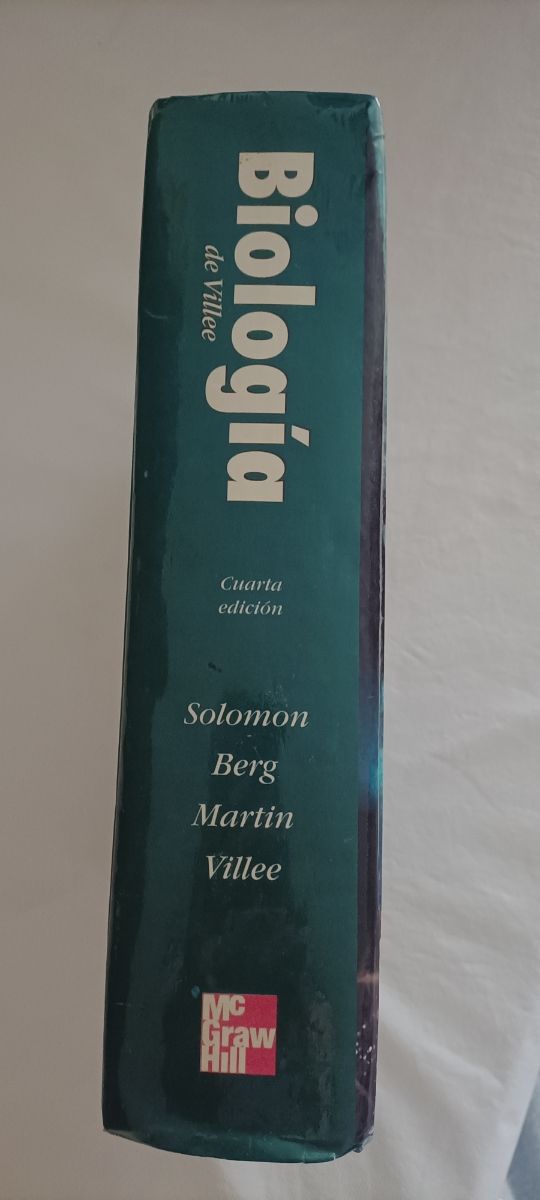 Biología
de Villee
Cuarta
edición
Solomon
Berg
Martin
Villee
Mc
Graw
Hill